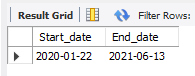 Result Grid Filter Rows:
Start_date End_date
2020-01-22 2021-06-13